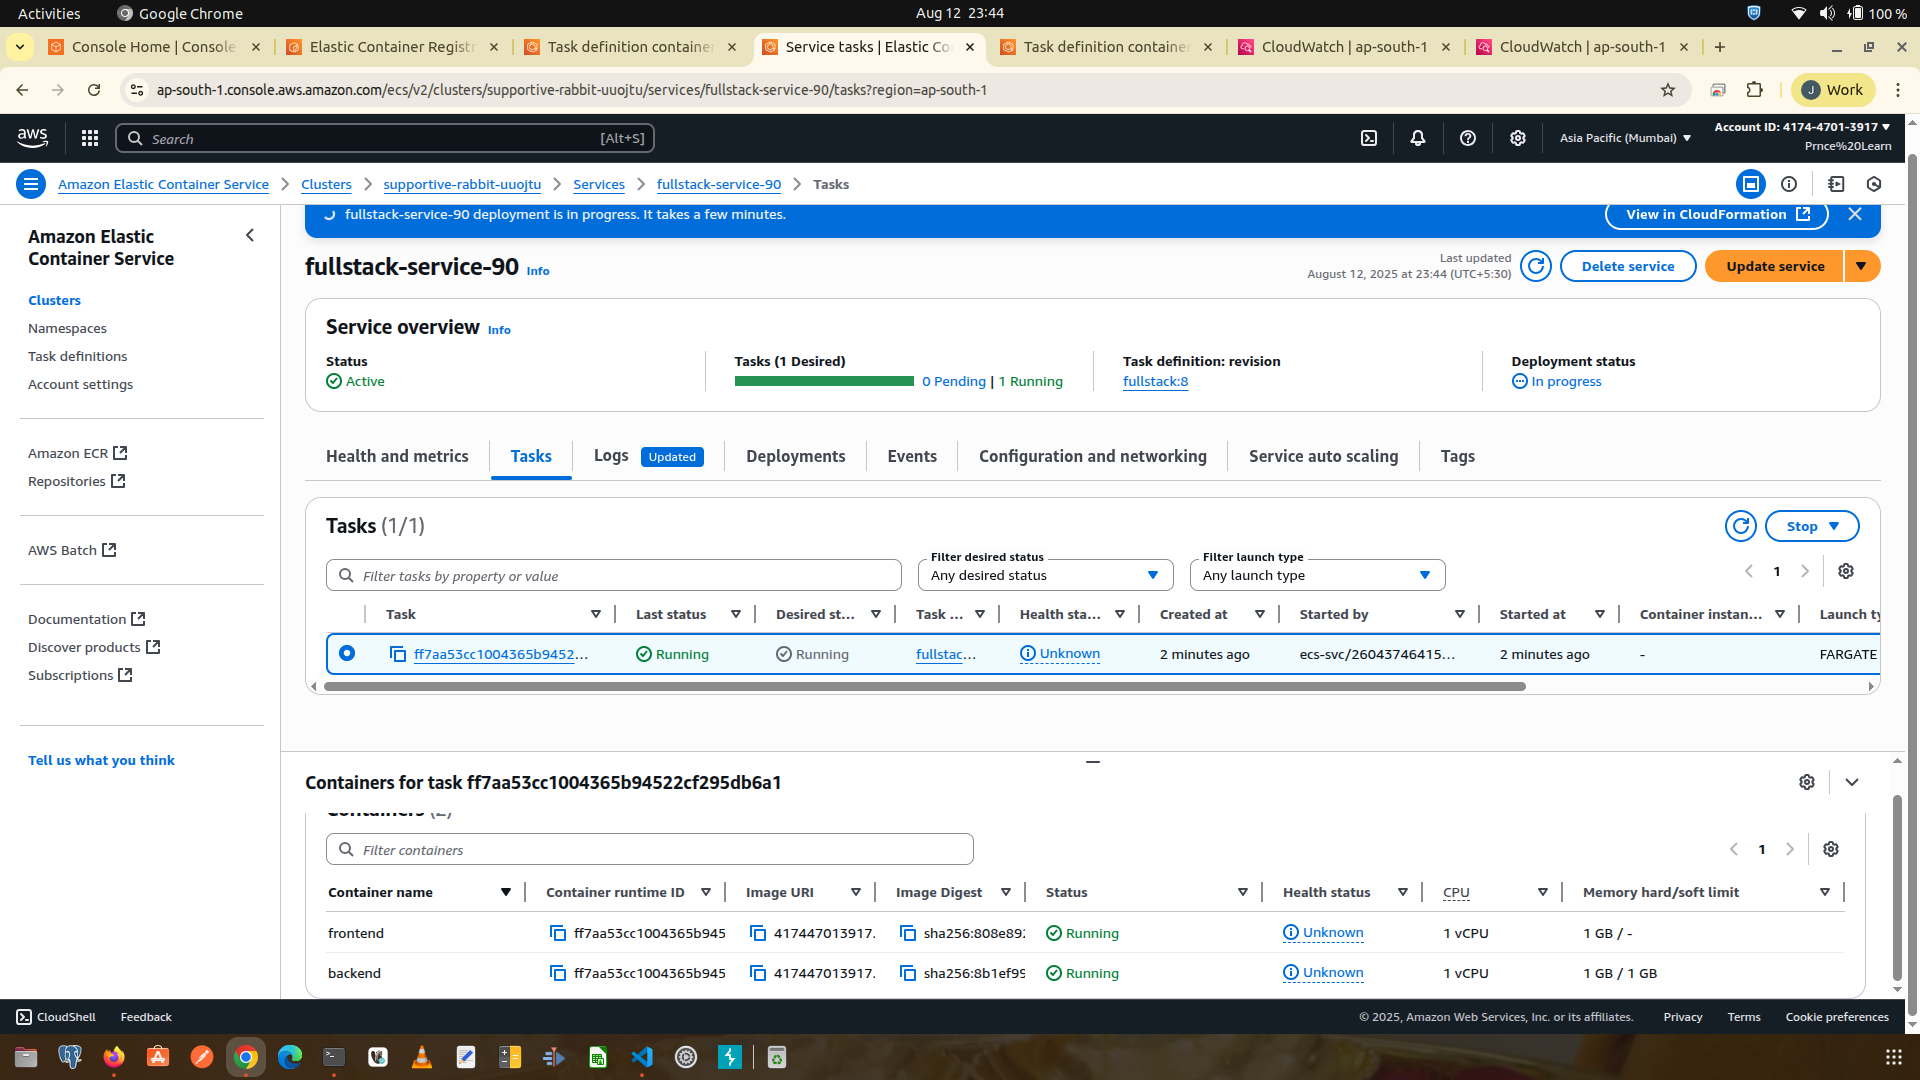 Activities
Google Chrome
Aug 12 23:44
100 %
Console Home | Console
Elastic Container Registr
Task definition container
Service tasks | Elastic Co
Task definition container
CloudWatch | ap-south-1
CloudWatch | ap-south-1
ap-south-1.console.aws.amazon.com/ecs/v2/clusters/supportive-rabbit-uuojtu/services/fullstack-service-90/tasks?region=ap-south-1
J Work
aws
Search [Alt+S]
Asia Pacific (Mumbai)
Account ID: 4174-4701-3917
Prnce%20Learn
Amazon Elastic Container Service
Clusters
supportive-rabbit-uuojtu
Services
fullstack-service-90
Tasks
Amazon Elastic
Container Service
Clusters
Namespaces
Task definitions
Account settings
Amazon ECR
Repositories
AWS Batch
Documentation
Discover products
Subscriptions
Tell us what you think
fullstack-service-90 deployment is in progress. It takes a few minutes.
View in CloudFormation
fullstack-service-90 Info
Last updated
August 12, 2025 at 23:44 (UTC+5:30)
Delete service
Update service
Service overview Info
Status
Active
Tasks (1 Desired)
0 Pending | 1 Running
Task definition: revision
fullstack:8
Deployment status
In progress
Health and metrics
Tasks
Logs Updated
Deployments
Events
Configuration and networking
Service auto scaling
Tags
Tasks (1/1)
Stop
Filter tasks by property or value
Filter desired status
Any desired status
Filter launch type
Any launch type
1
Task Last status Desired st... Task ... Health sta... Created at Started by Started at Container instan... Launch ty
ff7aa53cc1004365b9452... Running Running fullstac... Unknown 2 minutes ago ecs-svc/26043746415... 2 minutes ago - FARGATE
Containers for task ff7aa53cc1004365b94522cf295db6a1
Containers (2)
Filter containers
1
Container name Container runtime ID Image URI Image Digest Status Health status CPU Memory hard/soft limit
frontend ff7aa53cc1004365b945 417447013917. sha256:808e892 Running Unknown 1 vCPU 1 GB / -
backend ff7aa53cc1004365b945 417447013917. sha256:8b1ef99 Running Unknown 1 vCPU 1 GB / 1 GB
CloudShell
Feedback
© 2025, Amazon Web Services, Inc. or its affiliates.
Privacy
Terms
Cookie preferences